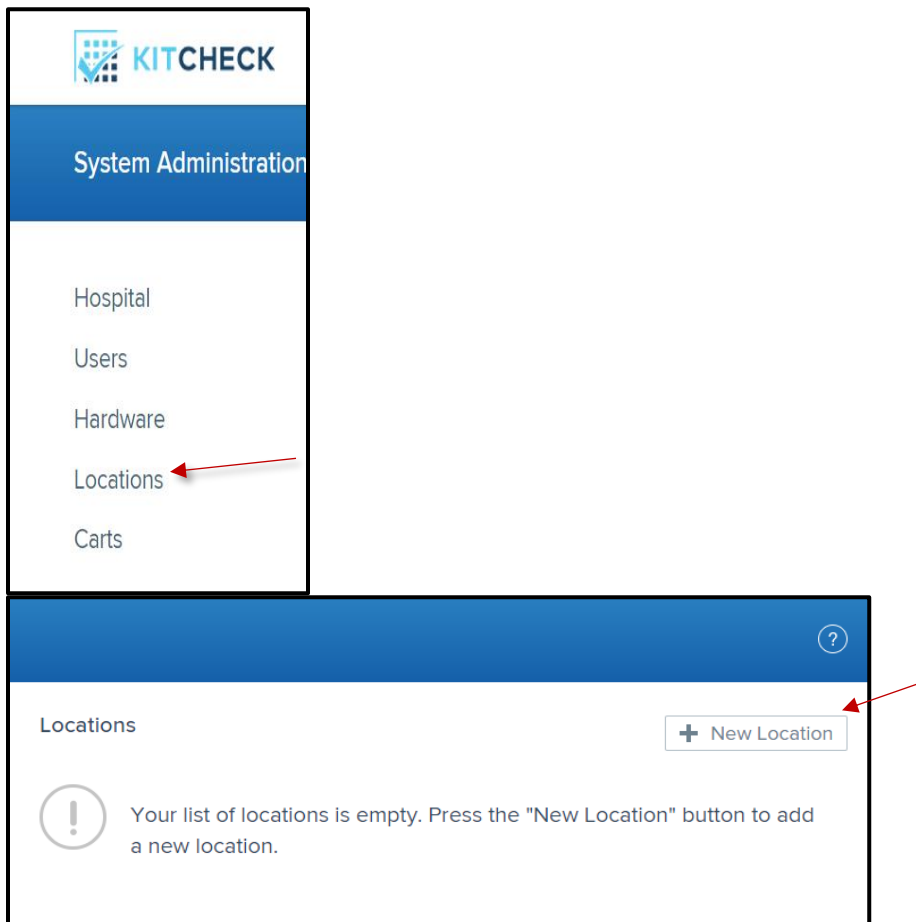 KITCHECK
System Administration
Hospital
Users
Hardware
Locations
Carts
?
Locations
+ New Location
!
Your list of locations is empty. Press the "New Location" button to add
a new location.